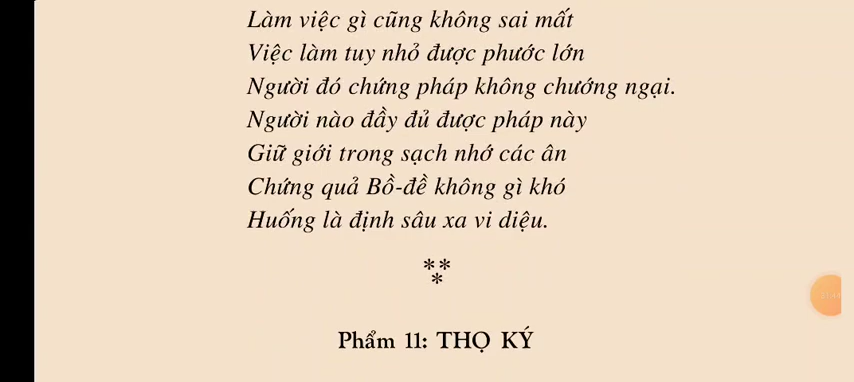 Làm việc gì cũng không sai mất
Việc làm tuy nhỏ được phước lớn
Người đó chứng pháp không chướng ngại.
Người nào đầy đủ được pháp này
Giữ giới trong sạch nhớ các ân
Chứng quả Bồ-đề không gì khó
Huống là định sâu xa vi diệu.
**
*
Phẩm 11: THỌ KÝ